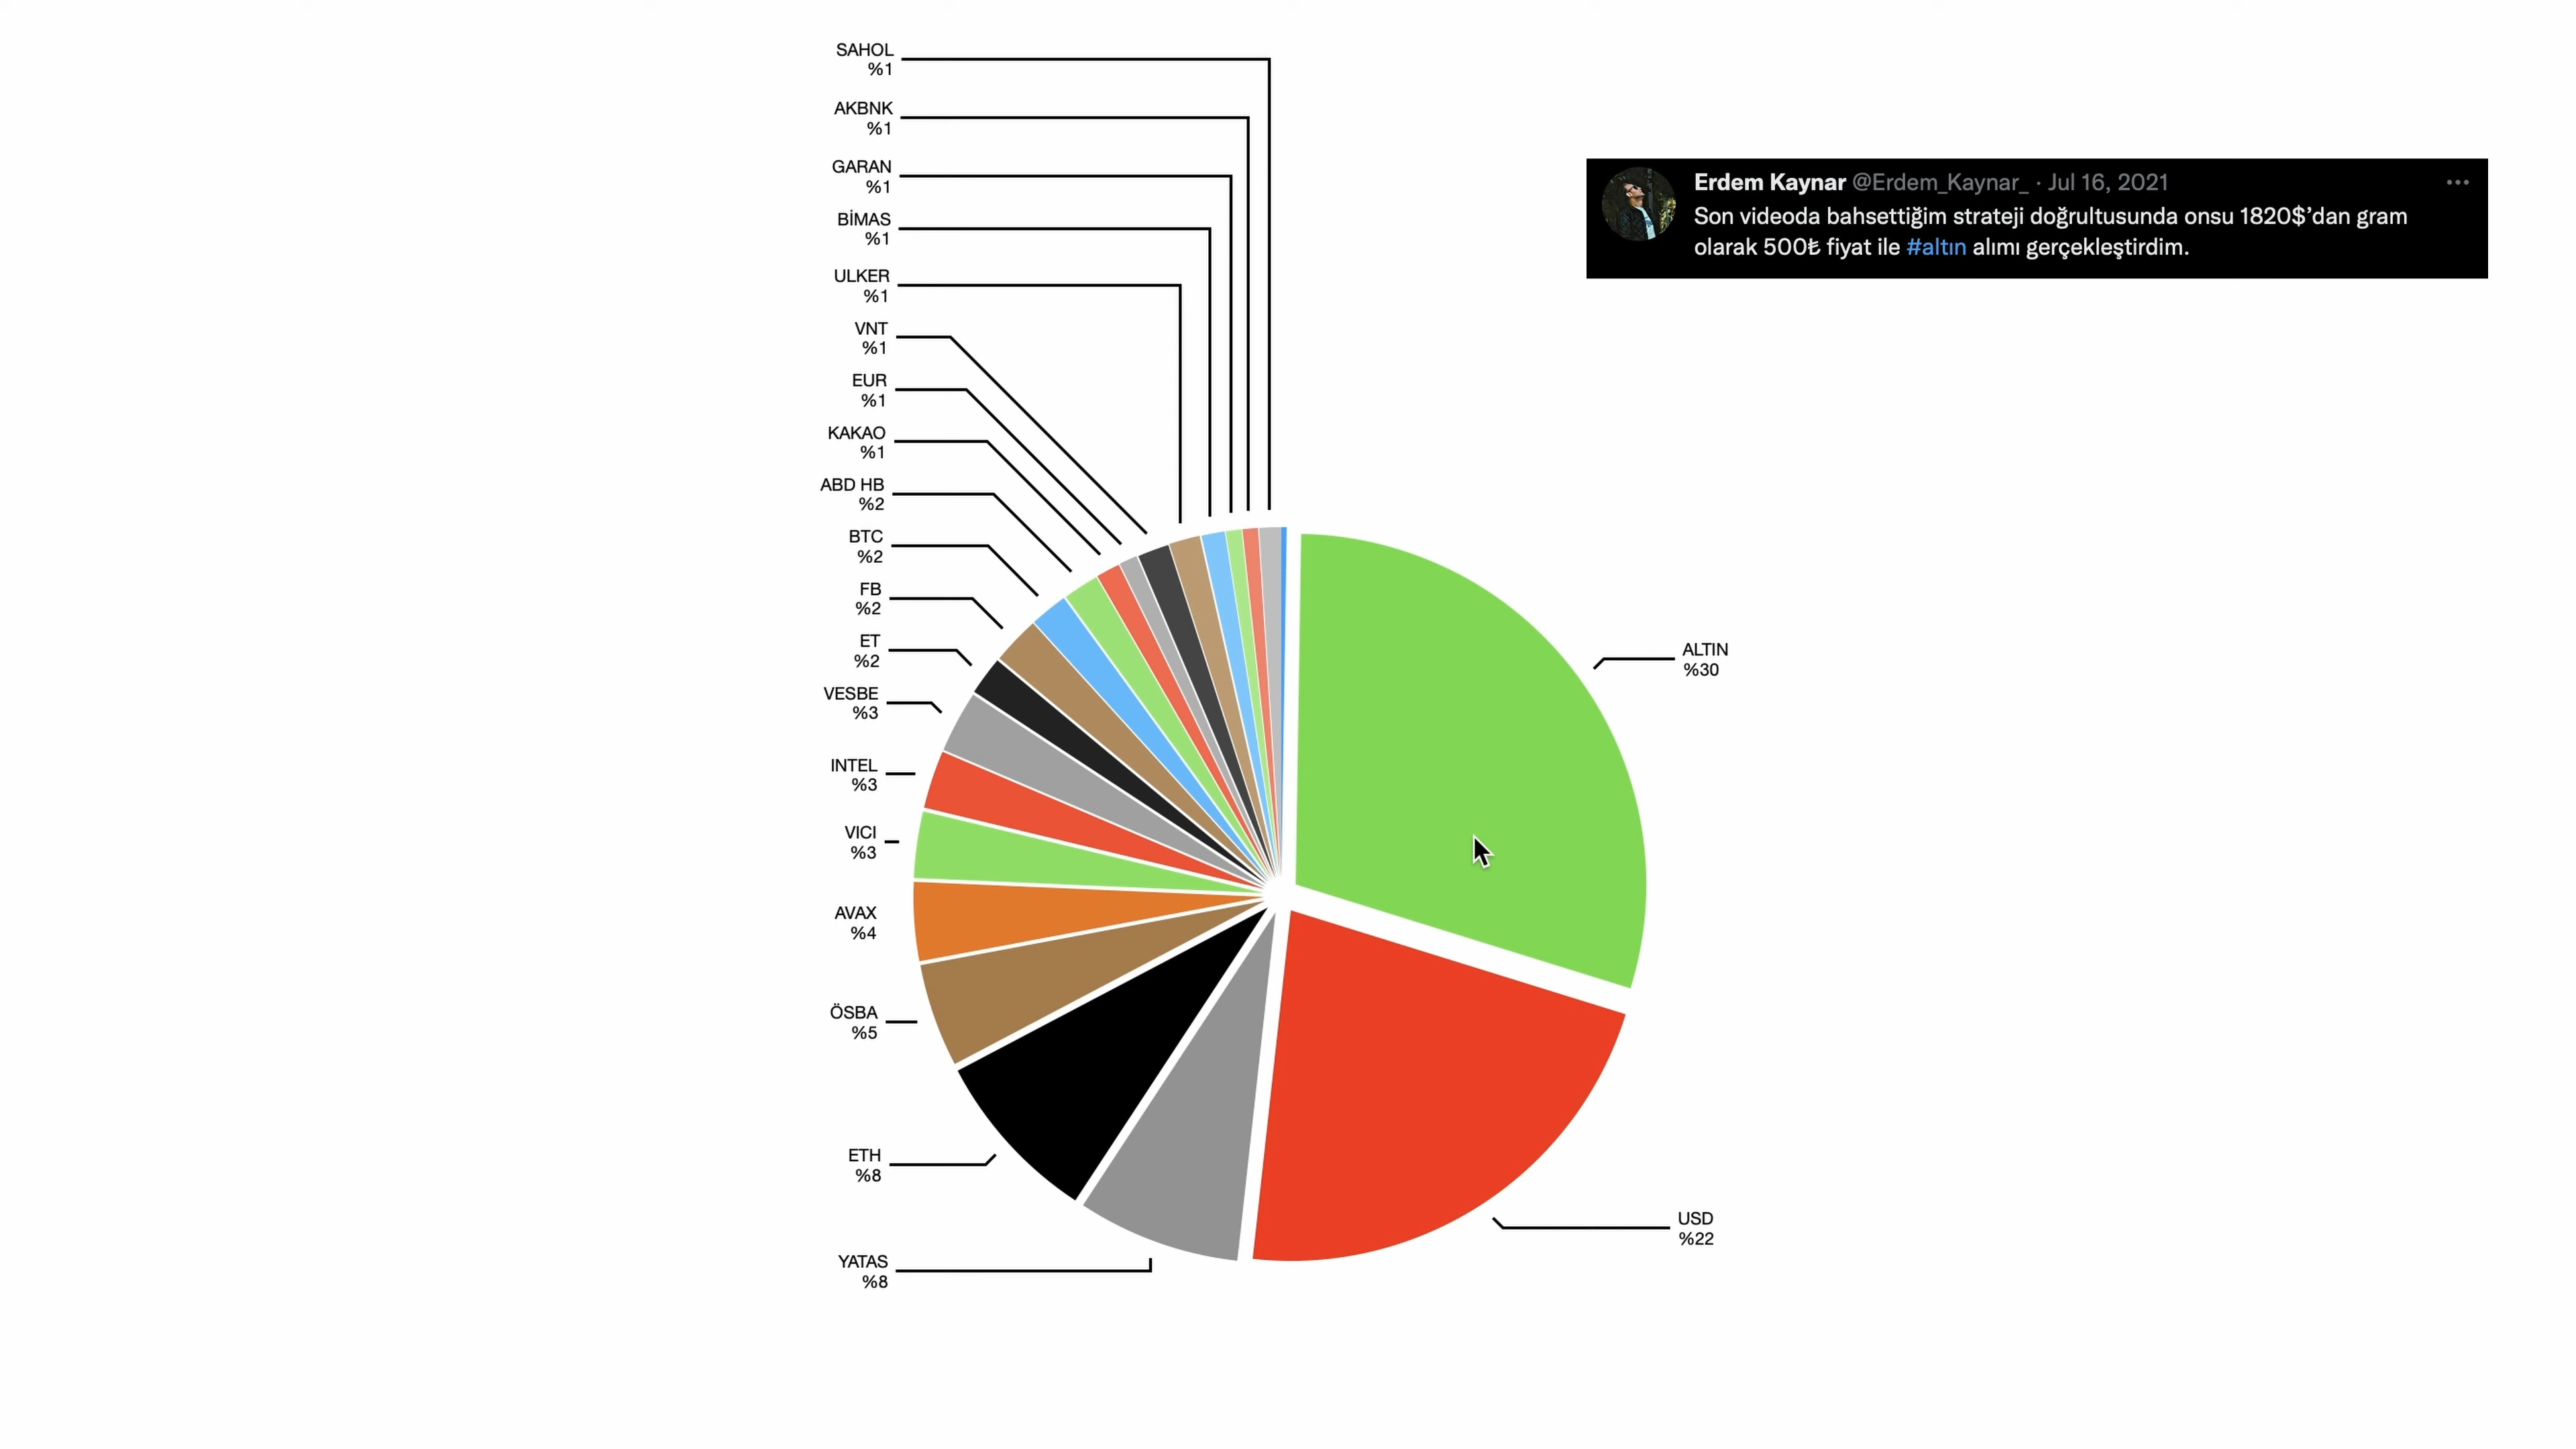 SAHOL
%1
AKBNK
%1
GARAN
%1
BİMAS
%1
ULKER
%1
VNT
%1
EUR
%1
KAKAO
%1
ABD HB
%2
BTC
%2
FB
%2
ET
%2
VESBE
%3
INTEL
%3
VICI
%3
AVAX
%4
ÖSBA
%5
ETH
%8
YATAS
%8
Erdem Kaynar @Erdem_Kaynar_ · Jul 16, 2021
Son videoda bahsettiğim strateji doğrultusunda onsu 1820$’dan gram
olarak 500₺ fiyat ile #altın alımı gerçekleştirdim.
ALTIN
%30
USD
%22